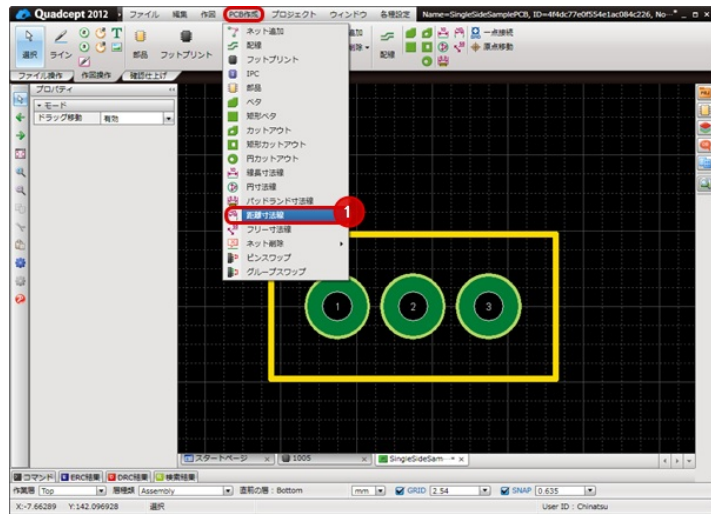 Quadcept 2012 ファイル 編集 作図 PCB作成 プロジェクト ウィンドウ 各種設定 Name=SingleSideSamplePCB, ID=4f4dc77e0f554e1ac084c226, No…*
選択 ライン 部品 フットプリント 配線 一点接続
原点移動
ファイル操作 作図操作 確認仕上げ
プロパティ
モード
ドラッグ移動 有効
ネット追加
配線
フットプリント
IPC
部品
ベタ
矩形ベタ
カットアウト
矩形カットアウト
円カットアウト
線長寸法線
円寸法線
パッドランド寸法線
距離寸法線 1
フリー寸法線
ネット削除
ピンスワップ
グループスワップ
1 2 3
スタートページ x 1005 x SingleSideSam…* x
コマンド ERC結果 DRC結果 検索結果
作業層 Top 層種類 Assembly 直前の層 : Bottom mm GRID 2.54 SNAP 0.635
X:-7.66289 Y:142.096928 選択 User ID : Chinatsu